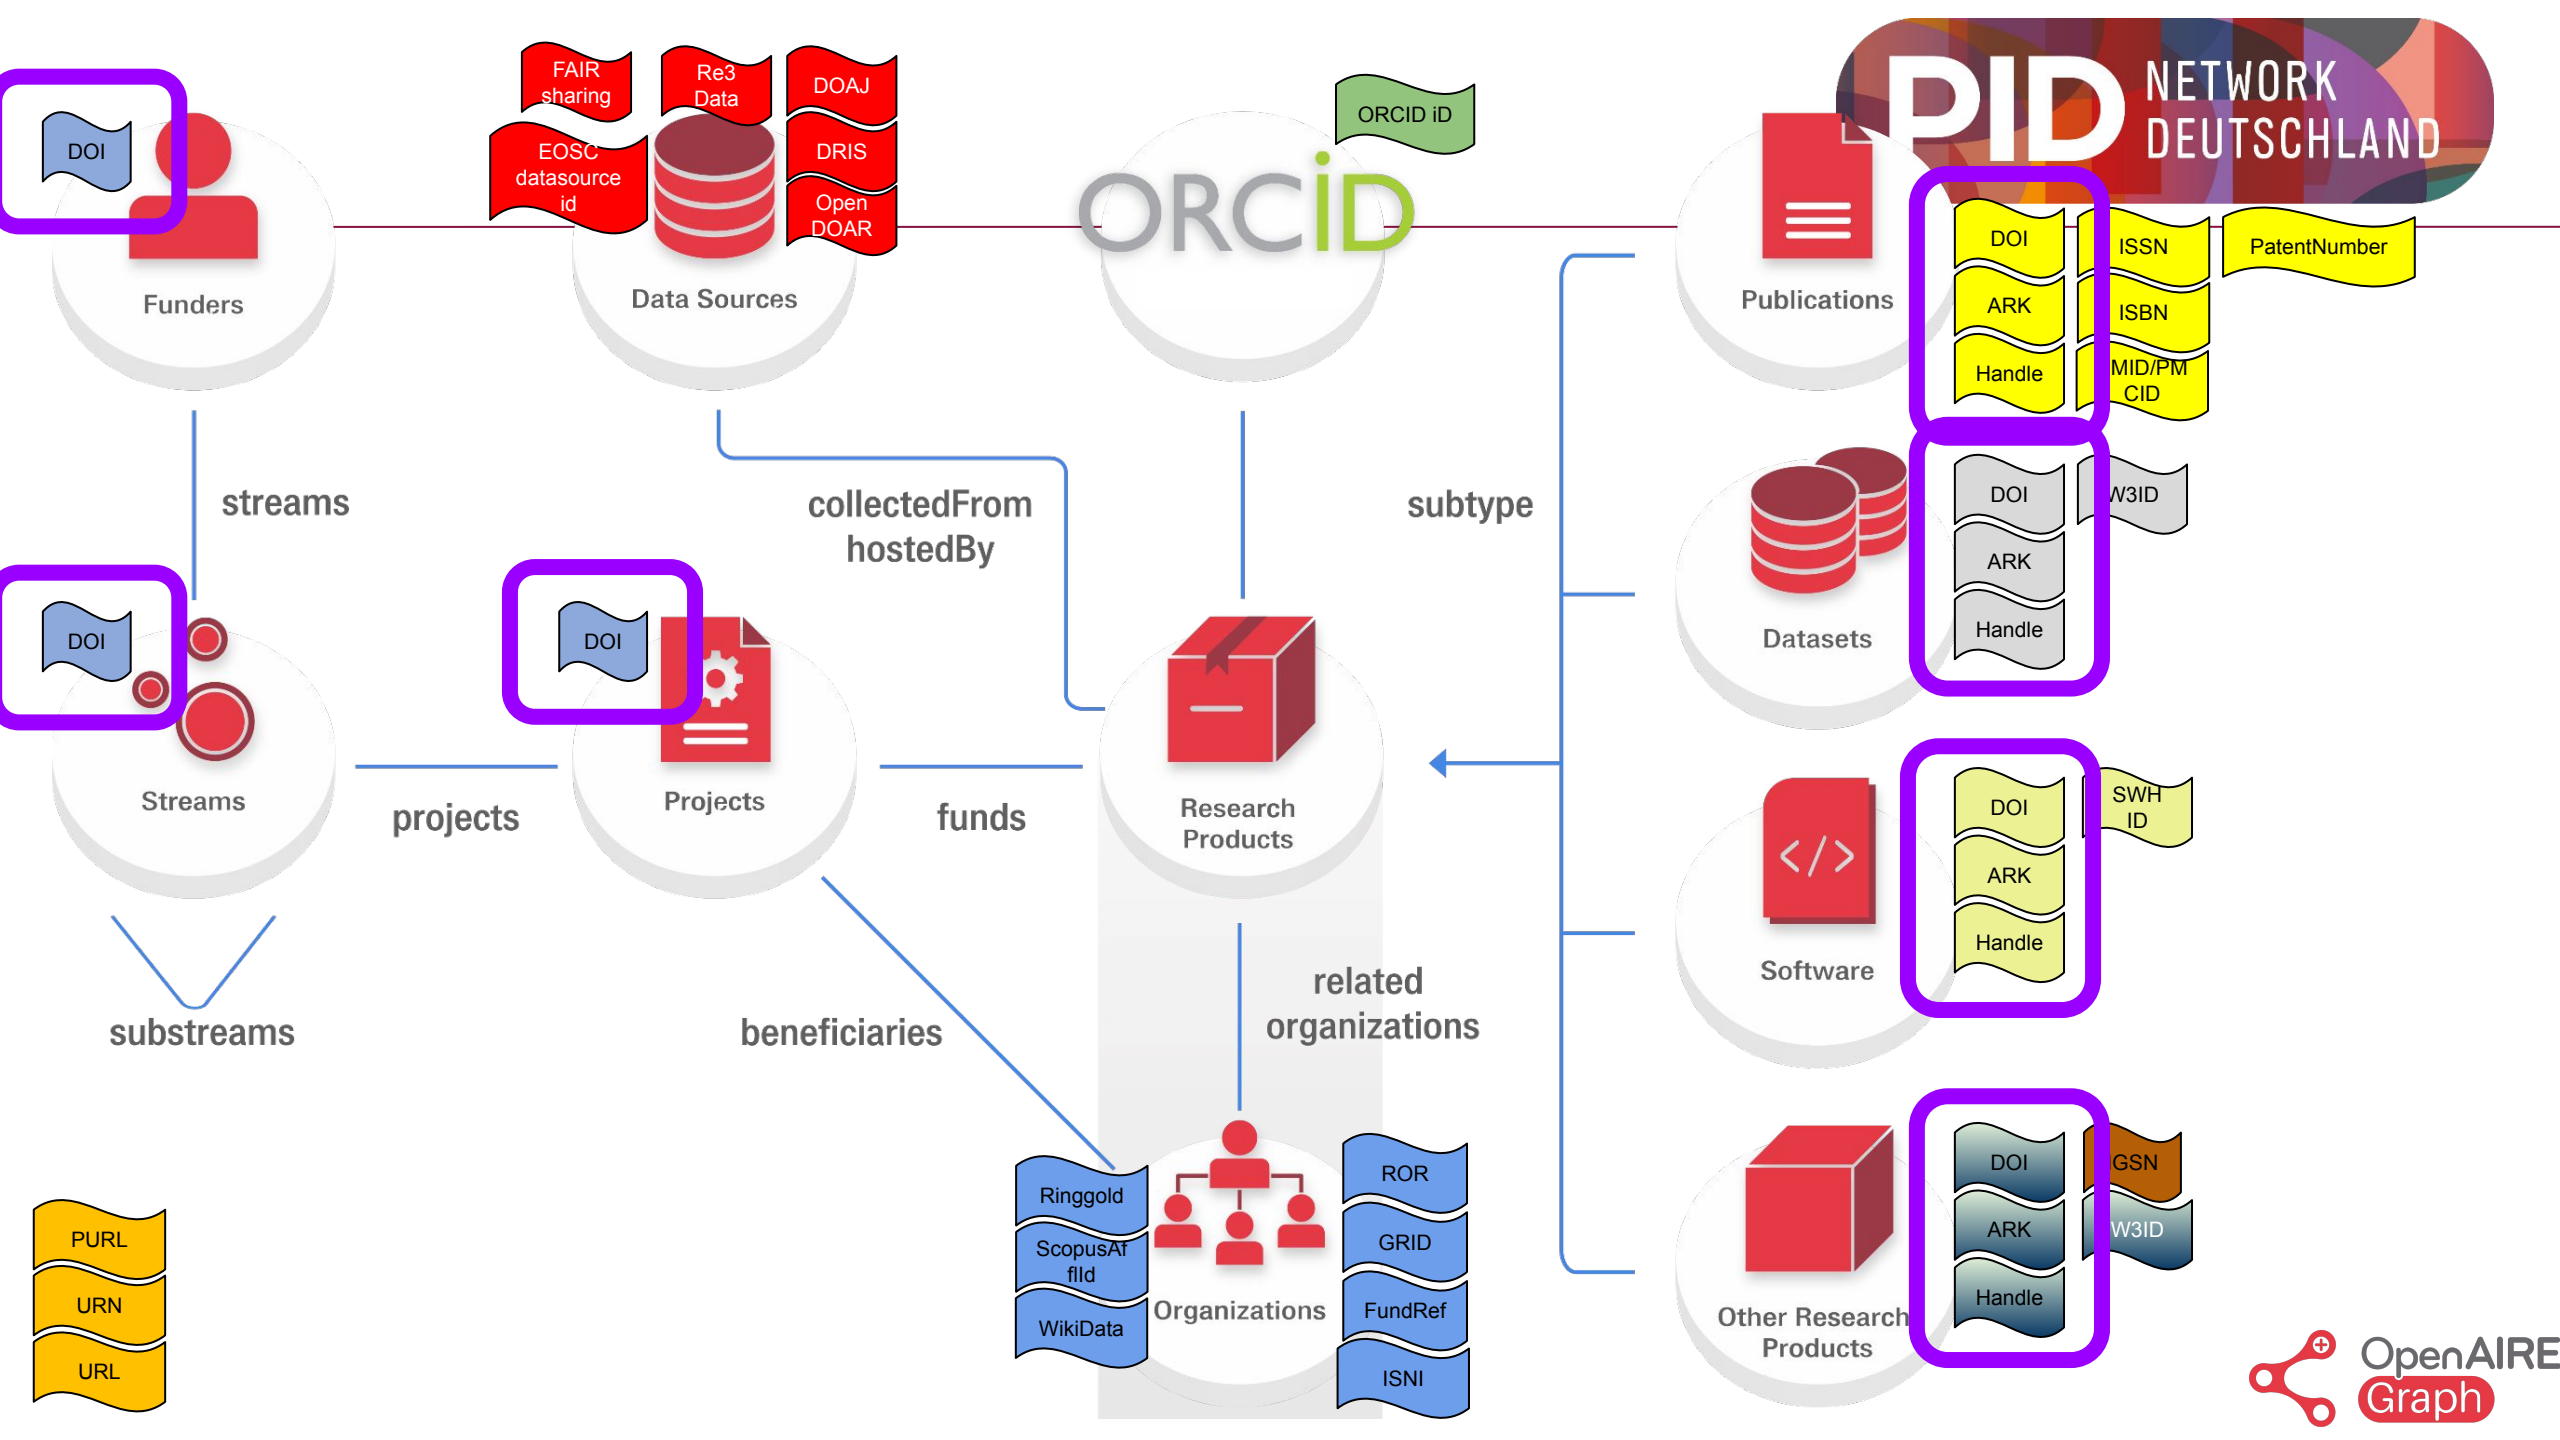 FAIR
sharing
Re3
Data
DOAJ
EOSC
datasource
id
DRIS
Open
DOAR
DOI
Funders
Data Sources
ORCID iD
ORCiD
PID NETWORK
DEUTSCHLAND
Publications
DOI
ISSN
PatentNumber
ARK
ISBN
Handle
MID/PM
CID
streams
collectedFrom
hostedBy
subtype
Datasets
DOI
W3ID
ARK
Handle
DOI
Streams
projects
DOI
Projects
funds
Research
Products
Software
DOI
SWH
ID
ARK
Handle
substreams
beneficiaries
related
organizations
Other Research
Products
DOI
IGSN
ARK
W3ID
Handle
Ringgold
ScopusAf
fIId
WikiData
Organizations
ROR
GRID
FundRef
ISNI
PURL
URN
URL
OpenAIRE
Graph